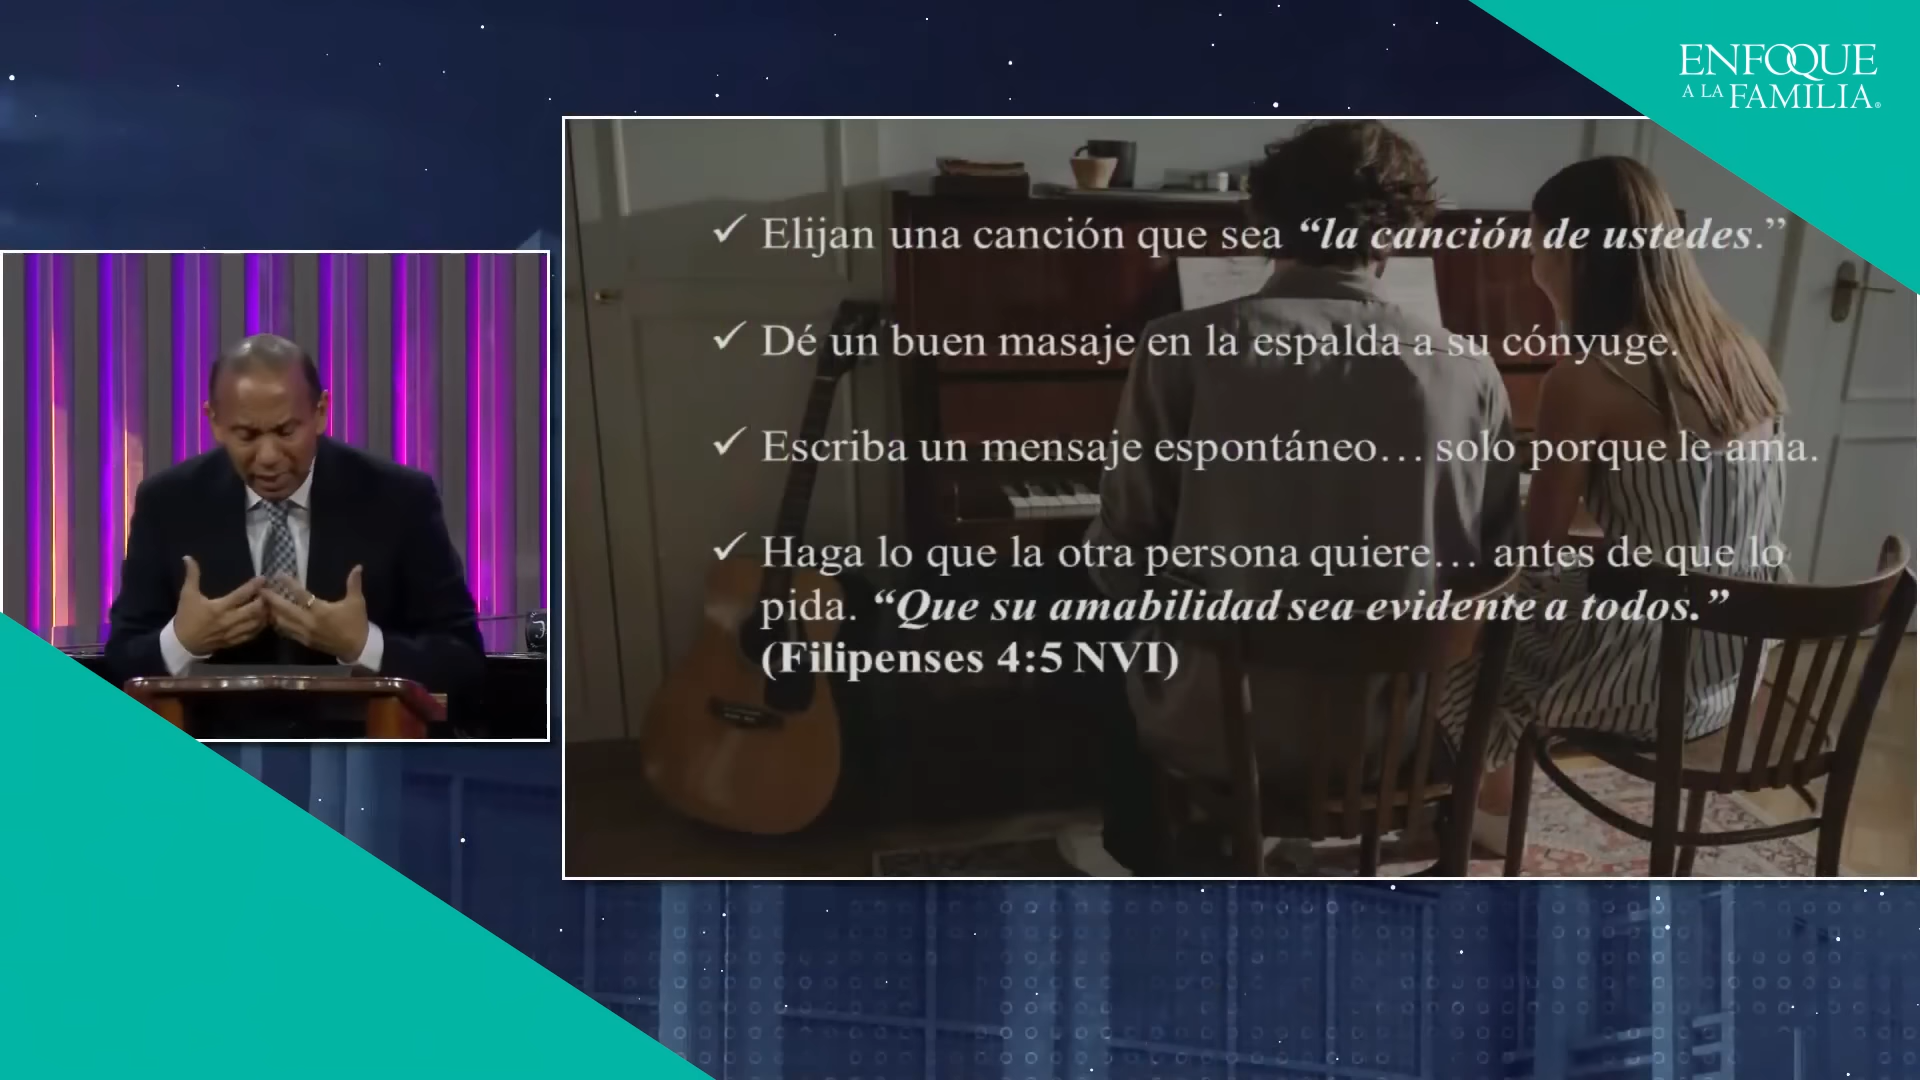 ENFOQUE
A LA FAMILIA®
✓ Elijan una canción que sea “la canción de ustedes.”
✓ Dé un buen masaje en la espalda a su cónyuge.
✓ Escriba un mensaje espontáneo… solo porque le ama.
✓ Haga lo que la otra persona quiere… antes de que lo
pida. “Que su amabilidad sea evidente a todos.”
(Filipenses 4:5 NVI)